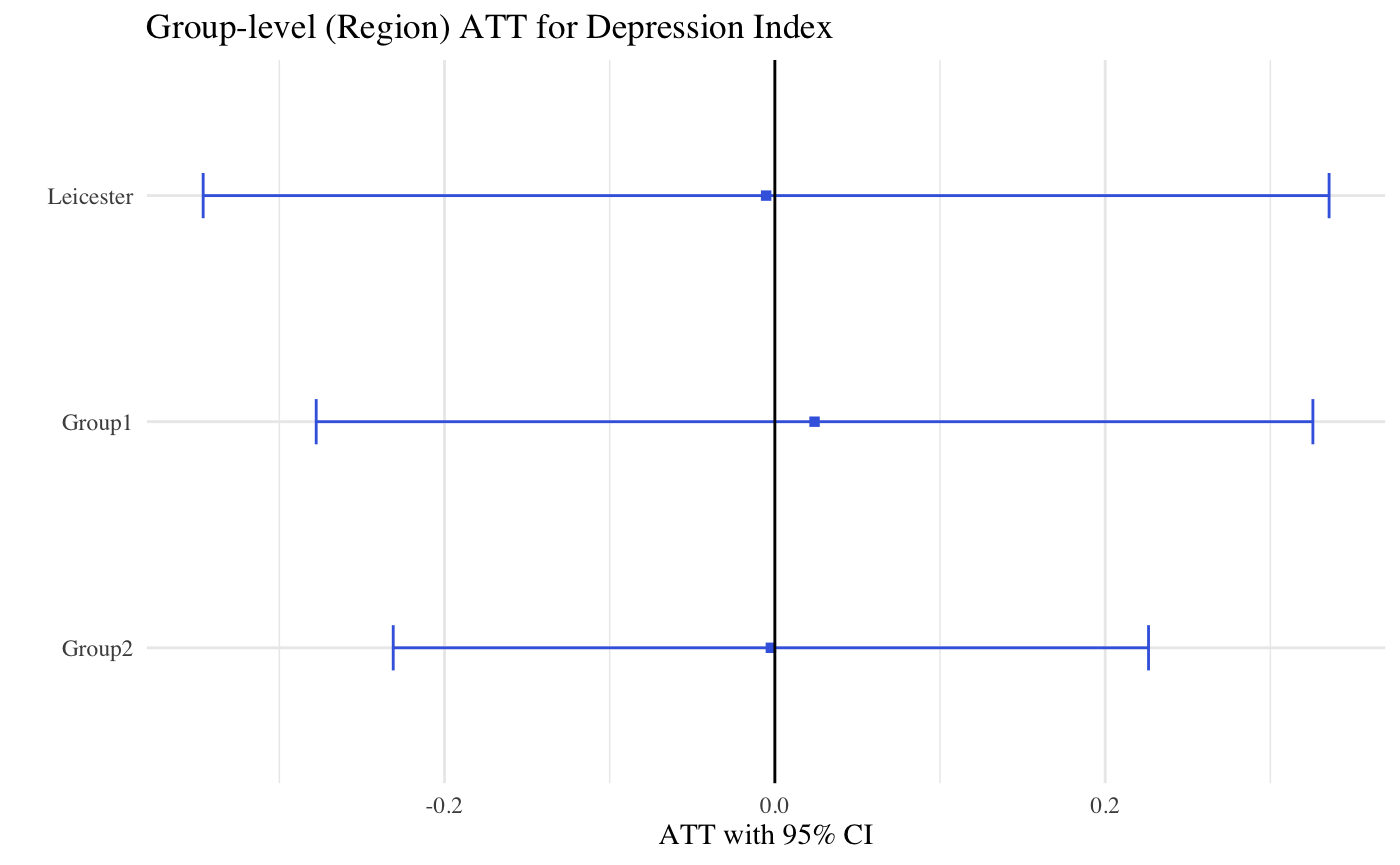 Group-level (Region) ATT for Depression Index
Leicester
Group1
Group2
-0.2 0.0 0.2
ATT with 95% CI